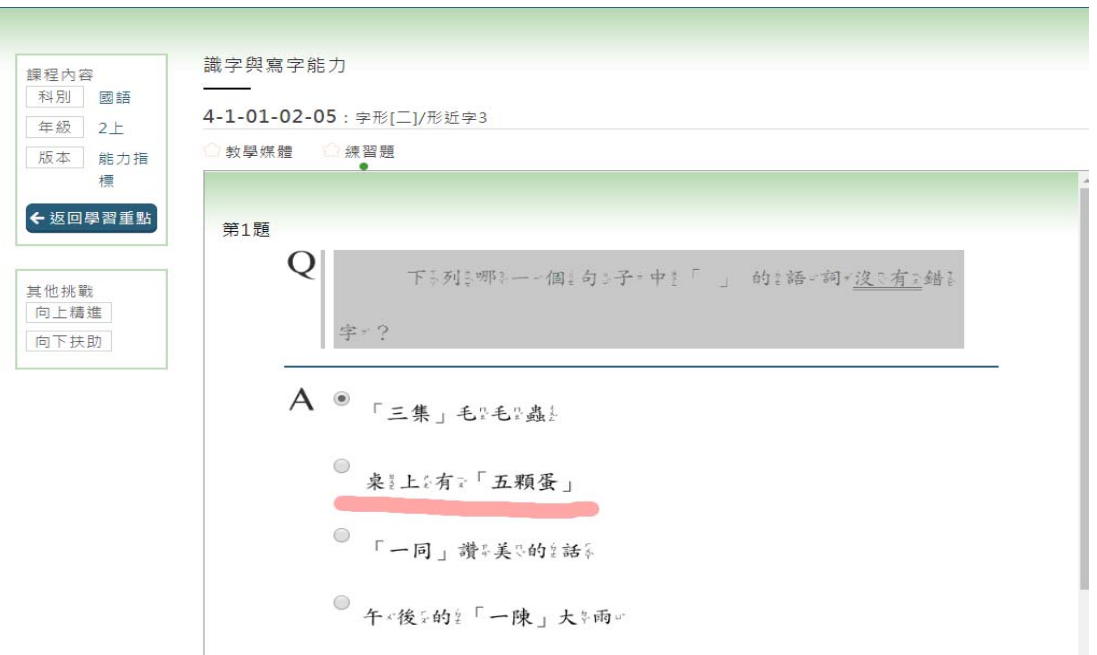 識字與寫字能力
課程內容
科別 國語
年級 2上
版本 能力指標
返回學習重點
其他挑戰
向上精進
向下扶助
4-1-01-02-05：字形[二]/形近字3
教學媒體 練習題
第1題
Q 下列哪一個句子中「 」的語詞沒有錯
字？
A 「三集」毛毛蟲
桌上有「五顆蛋」
「一同」讚美的話
午後的「一陳」大雨